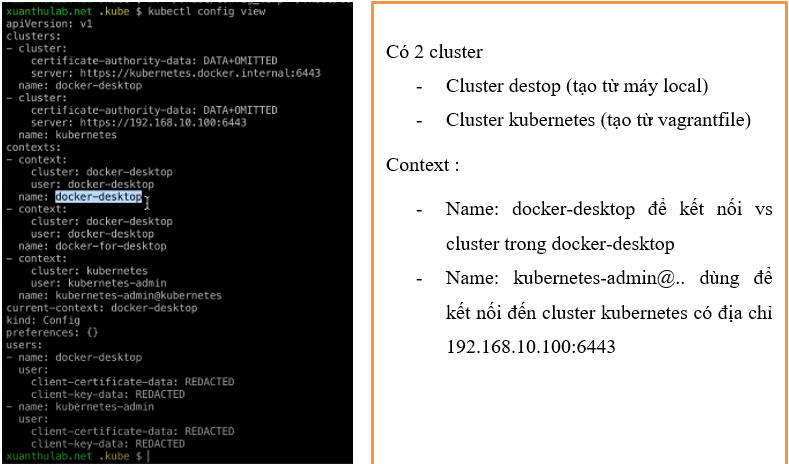 xuanthulab.net .kube $ kubectl config view
apiVersion: v1
clusters:
- cluster:
    certificate-authority-data: DATA+OMITTED
    server: https://kubernetes.docker.internal:6443
  name: docker-desktop
- cluster:
    certificate-authority-data: DATA+OMITTED
    server: https://192.168.10.100:6443
  name: kubernetes
contexts:
- context:
    cluster: docker-desktop
    user: docker-desktop
  name: docker-desktop
- context:
    cluster: docker-desktop
    user: docker-desktop
  name: docker-for-desktop
- context:
    cluster: kubernetes
    user: kubernetes-admin
  name: kubernetes-admin@kubernetes
current-context: docker-desktop
kind: Config
preferences: {}
users:
- name: docker-desktop
  user:
    client-certificate-data: REDACTED
    client-key-data: REDACTED
- name: kubernetes-admin
  user:
    client-certificate-data: REDACTED
    client-key-data: REDACTED
xuanthulab.net .kube $
Có 2 cluster
- Cluster destop (tạo từ máy local)
- Cluster kubernetes (tạo từ vagrantfile)
Context :
- Name: docker-desktop để kết nối vs
cluster trong docker-desktop
- Name: kubernetes-admin@.. dùng để
kết nối đến cluster kubernetes có địa chỉ
192.168.10.100:6443